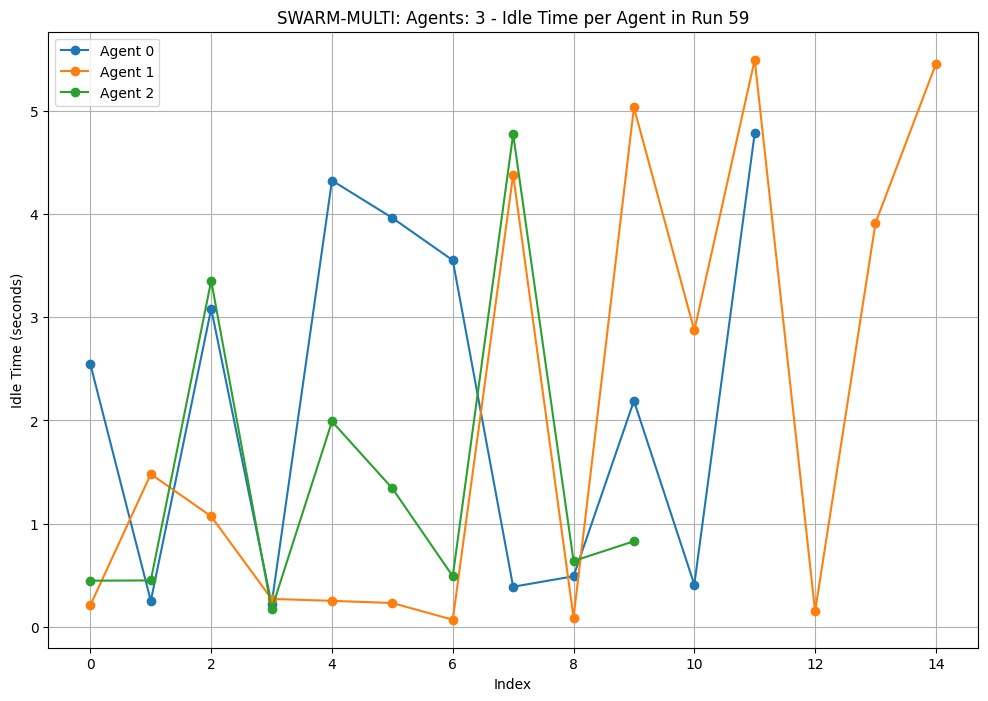 SWARM-MULTI: Agents: 3 - Idle Time per Agent in Run 59
Agent 0
Agent 1
Agent 2
Idle Time (seconds)
5
4
3
2
1
0
0 2 4 6 8 10 12 14
Index